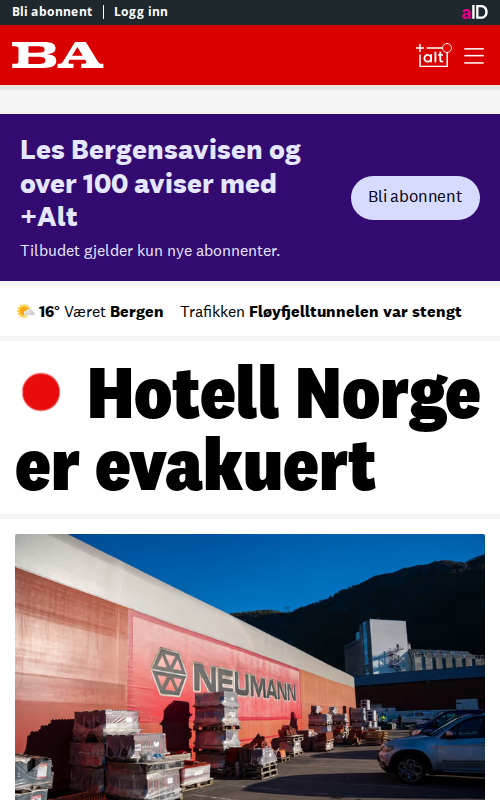 Bli abonnent | Logg inn
aID
BA
+alt
Les Bergensavisen og
over 100 aviser med
+Alt
Bli abonnent
Tilbudet gjelder kun nye abonnenter.
16° Været Bergen Trafikken Fløyfjelltunnelen var stengt
Hotell Norge
er evakuert
NEUMANN